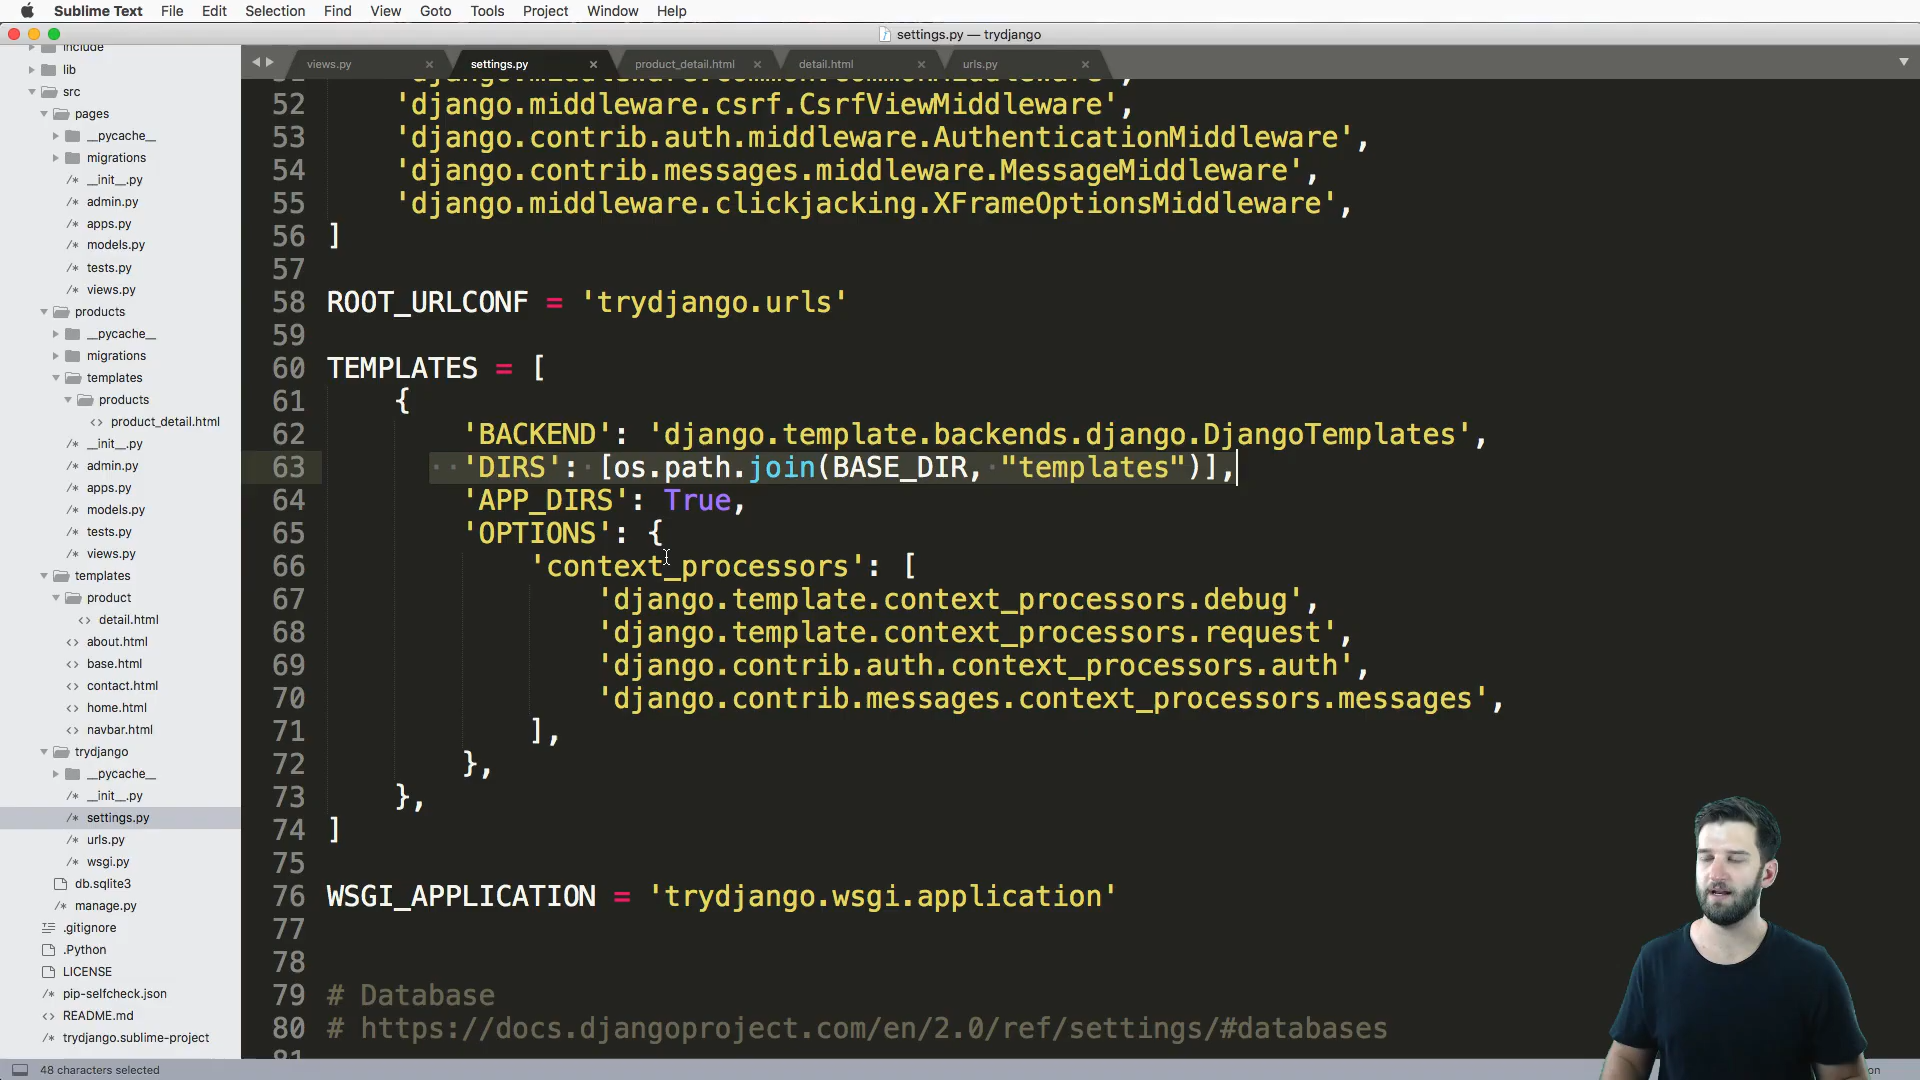 Sublime Text File Edit Selection Find View Goto Tools Project Window Help
settings.py — trydjango
views.py × settings.py × product_detail.html × detail.html × urls.py ×
include
lib
src
pages
__pycache__
migrations
__init__.py
admin.py
apps.py
models.py
tests.py
views.py
products
__pycache__
migrations
templates
products
product_detail.html
__init__.py
admin.py
apps.py
models.py
tests.py
views.py
templates
product
detail.html
about.html
base.html
contact.html
home.html
navbar.html
trydjango
__pycache__
__init__.py
settings.py
urls.py
wsgi.py
db.sqlite3
manage.py
.gitignore
.Python
LICENSE
pip-selfcheck.json
README.md
trydjango.sublime-project
52 'django.middleware.csrf.CsrfViewMiddleware',
53 'django.contrib.auth.middleware.AuthenticationMiddleware',
54 'django.contrib.messages.middleware.MessageMiddleware',
55 'django.middleware.clickjacking.XFrameOptionsMiddleware',
56 ]
57
58 ROOT_URLCONF = 'trydjango.urls'
59
60 TEMPLATES = [
61 {
62 'BACKEND': 'django.template.backends.django.DjangoTemplates',
63 'DIRS': [os.path.join(BASE_DIR, "templates")],
64 'APP_DIRS': True,
65 'OPTIONS': {
66 'context_processors': [
67 'django.template.context_processors.debug',
68 'django.template.context_processors.request',
69 'django.contrib.auth.context_processors.auth',
70 'django.contrib.messages.context_processors.messages',
71 ],
72 },
73 },
74 ]
75
76 WSGI_APPLICATION = 'trydjango.wsgi.application'
77
78
79 # Database
80 # https://docs.djangoproject.com/en/2.0/ref/settings/#databases
48 characters selected